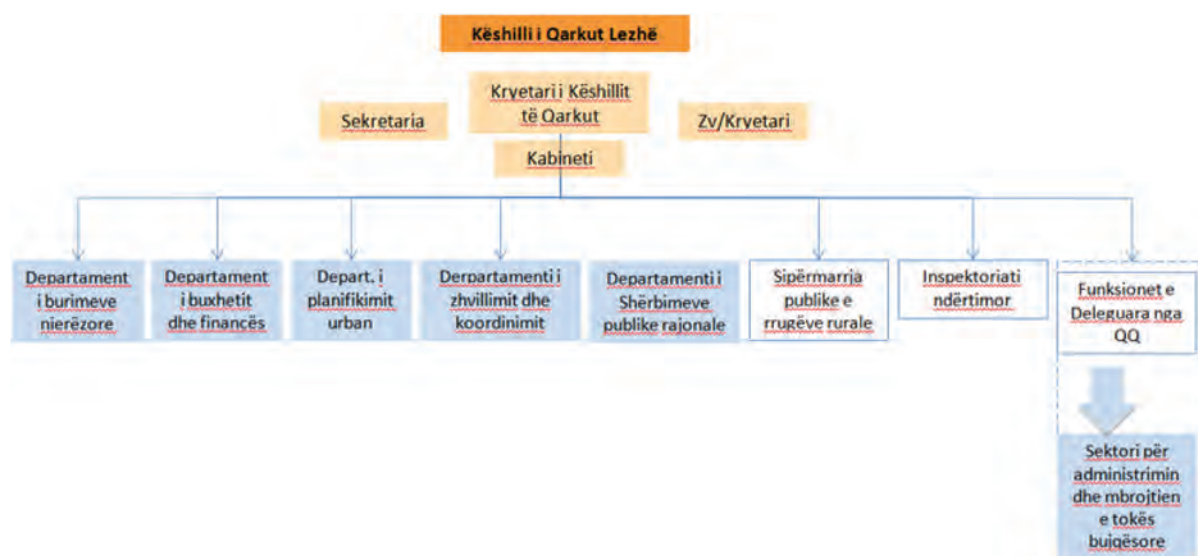 Këshilli i Qarkut Lezhë
Kryetari i Këshillit
të Qarkut
Sekretaria
Zv/Kryetari
Kabineti
Departament
i burimeve
nierëzore
Departament
i buxhetit
dhe financës
Depart. i
planifikimit
urban
Derpartamenti i
zhvillimit dhe
koordinimit
Departamenti i
Shërbimeve
publike rajonale
Sipërmarrja
publike e
rrugëve rurale
Inspektoriati
ndërtimor
Funksionet e
Deleguara nga
QQ
Sektori për
administrimin
dhe mbrojtien
e tokës
bujqësore